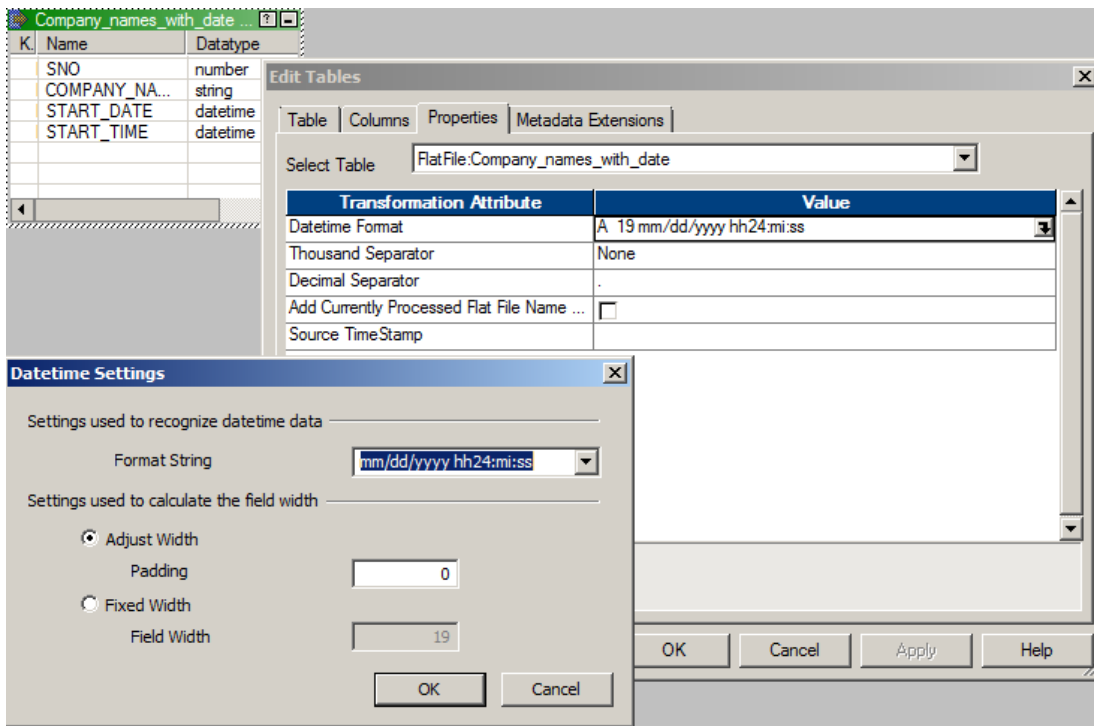 Company_names_with_date ...
K. Name Datatype
SNO number
COMPANY_NA... string
START_DATE datetime
START_TIME datetime
Edit Tables
Table Columns Properties Metadata Extensions
Select Table FlatFile:Company_names_with_date
Transformation Attribute Value
Datetime Format A 19 mm/dd/yyyy hh24:mi:ss
Thousand Separator None
Decimal Separator .
Add Currently Processed Flat File Name ...
Source TimeStamp
Datetime Settings
Settings used to recognize datetime data
Format String mm/dd/yyyy hh24:mi:ss
Settings used to calculate the field width
Adjust Width
Padding 0
Fixed Width
Field Width 19
OK Cancel
OK Cancel Apply Help